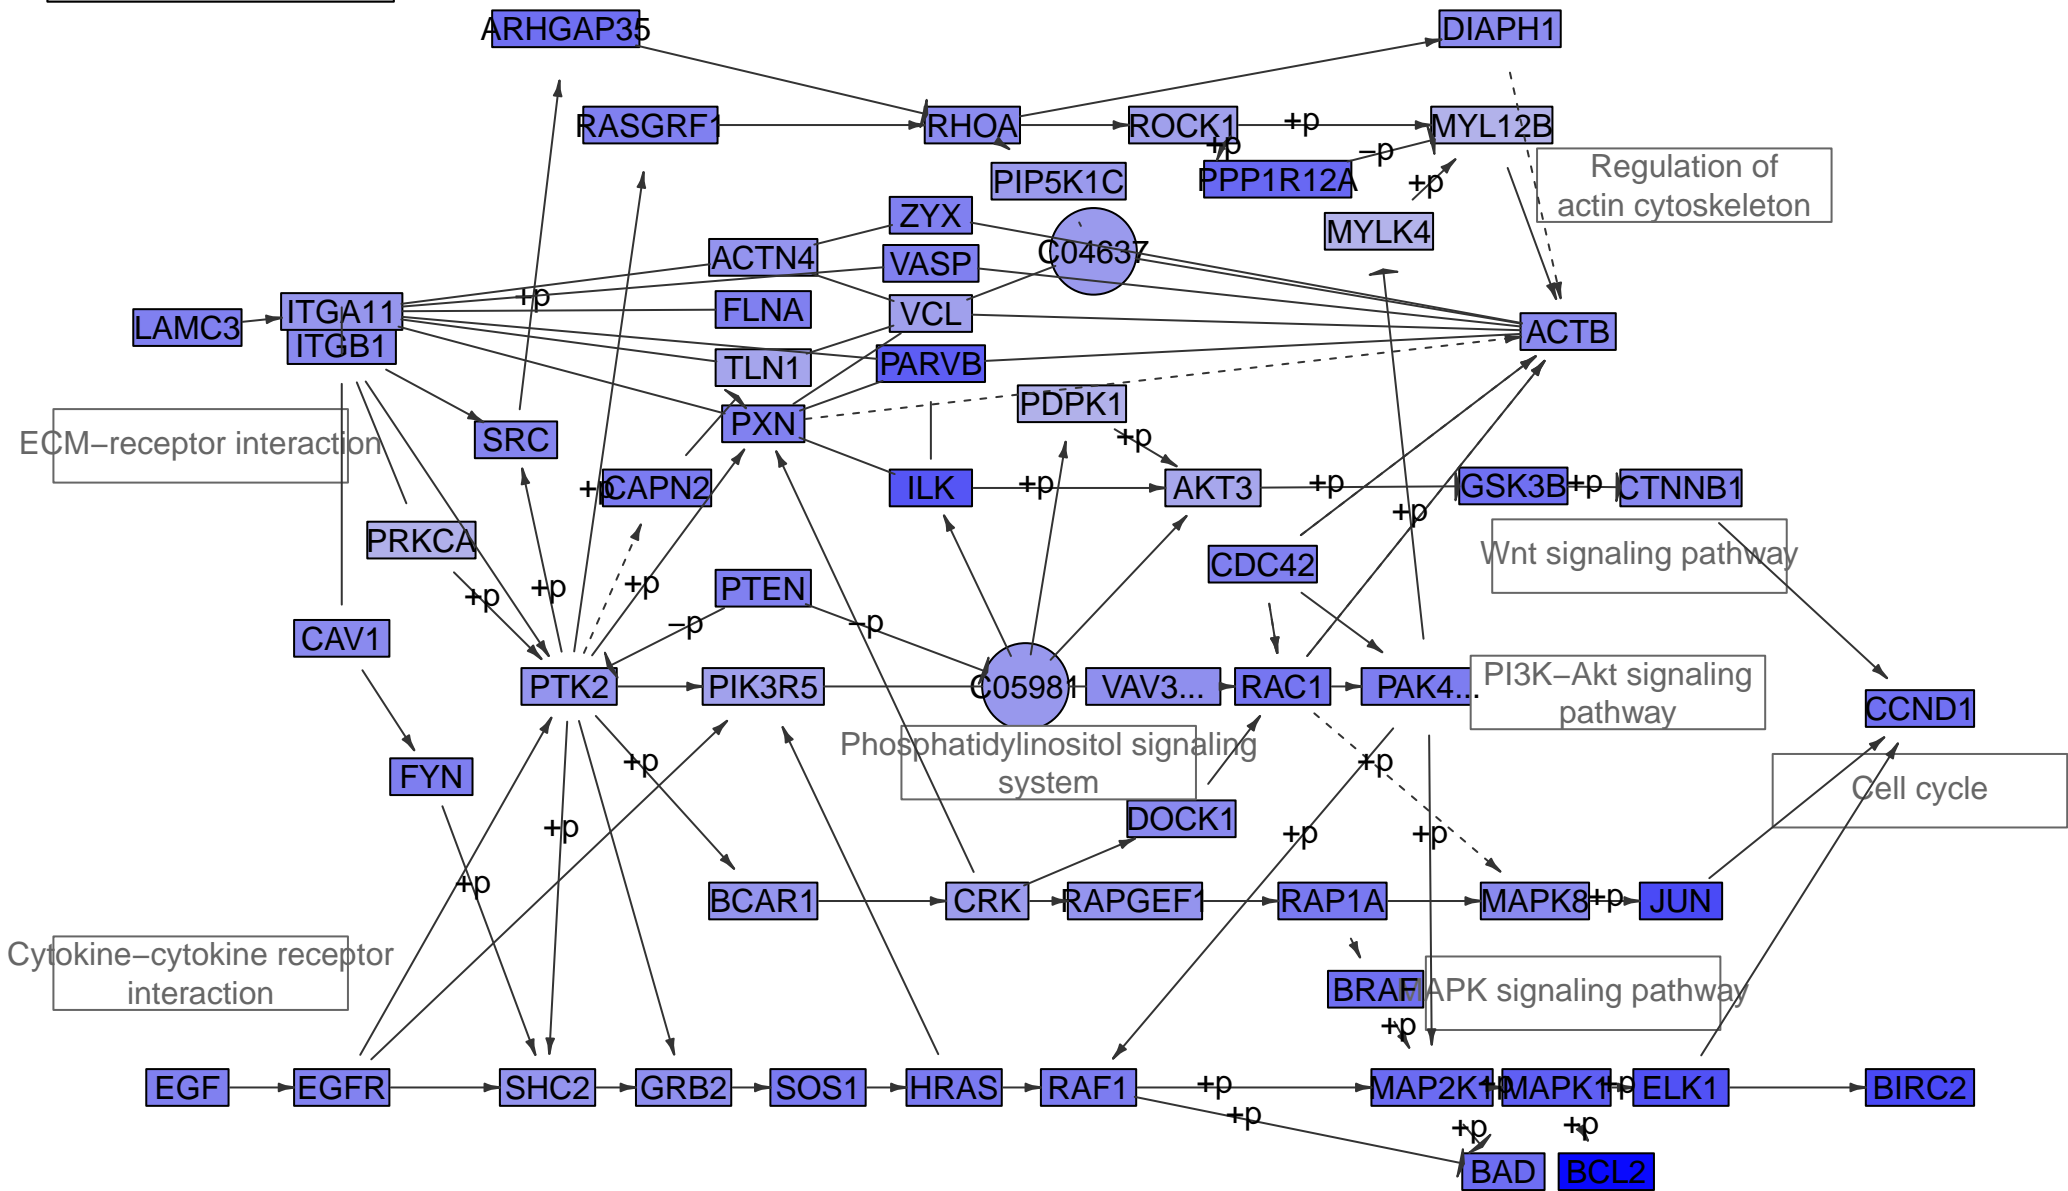 ARHGAP35
DIAPH1
RASGRF1
RHOA
ROCK1
+p
MYL12B
+p
−p
PIP5K1C
PPP1R12A
+p
Regulation of
actin cytoskeleton
ZYX
MYLK4
ACTN4
VASP
C04637
+p
ITGA11
FLNA
VCL
LAMC3
ITGB1
ACTB
TLN1
PARVB
PDPK1
PXN
+p
ECM−receptor interaction
SRC
+p
CAPN2
ILK
+p
AKT3
+p
GSK3B
+p
CTNNB1
+p
PRKCA
CDC42
Wnt signaling pathway
+p
+p
+p
PTEN
−p
−p
CAV1
PTK2
PIK3R5
C05981
VAV3...
RAC1
PAK4...
PI3K−Akt signaling
pathway
CCND1
Phosphatidylinositol signaling
system
+p
+p
FYN
Cell cycle
DOCK1
+p
+p
+p
+p
BCAR1
CRK
RAPGEF1
RAP1A
MAPK8
+p
JUN
Cytokine−cytokine receptor
interaction
BRAF
MAPK signaling pathway
+p
EGF
EGFR
SHC2
GRB2
SOS1
HRAS
RAF1
+p
MAP2K1
+p
MAPK1
+p
ELK1
BIRC2
+p
+p
+p
BAD
BCL2